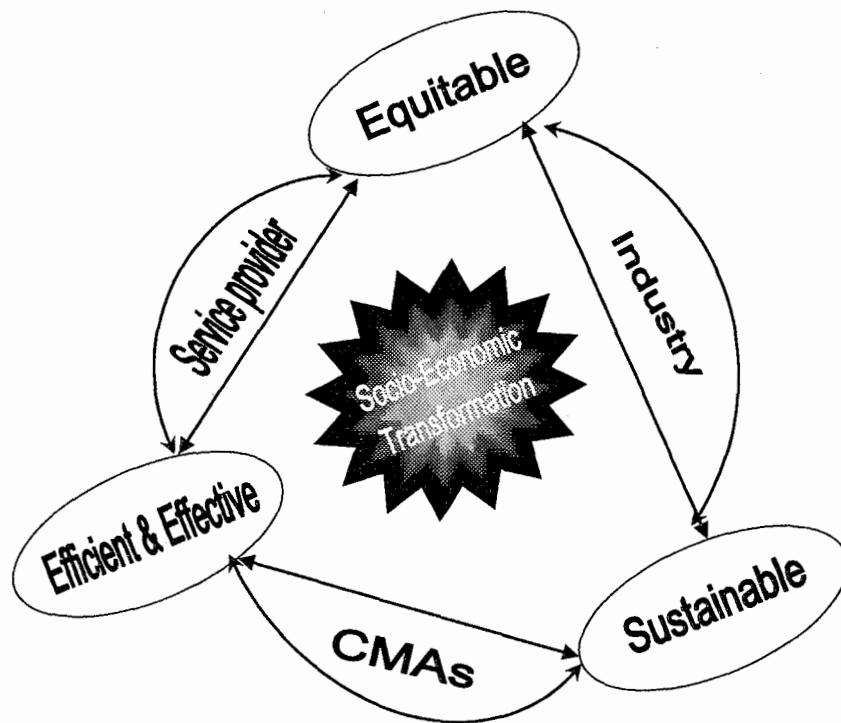 Equitable
Service provider
Industry
Socio-Economic
Transformation
Efficient & Effective
Sustainable
CMAs